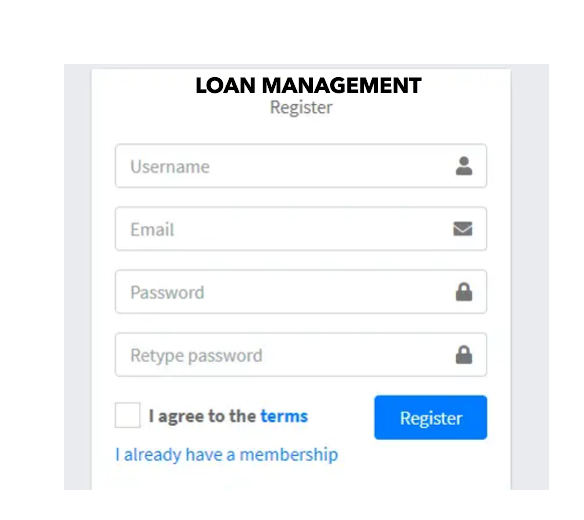 LOAN MANAGEMENT
Register
Username
Email
Password
Retype password
I agree to the terms
Register
I already have a membership